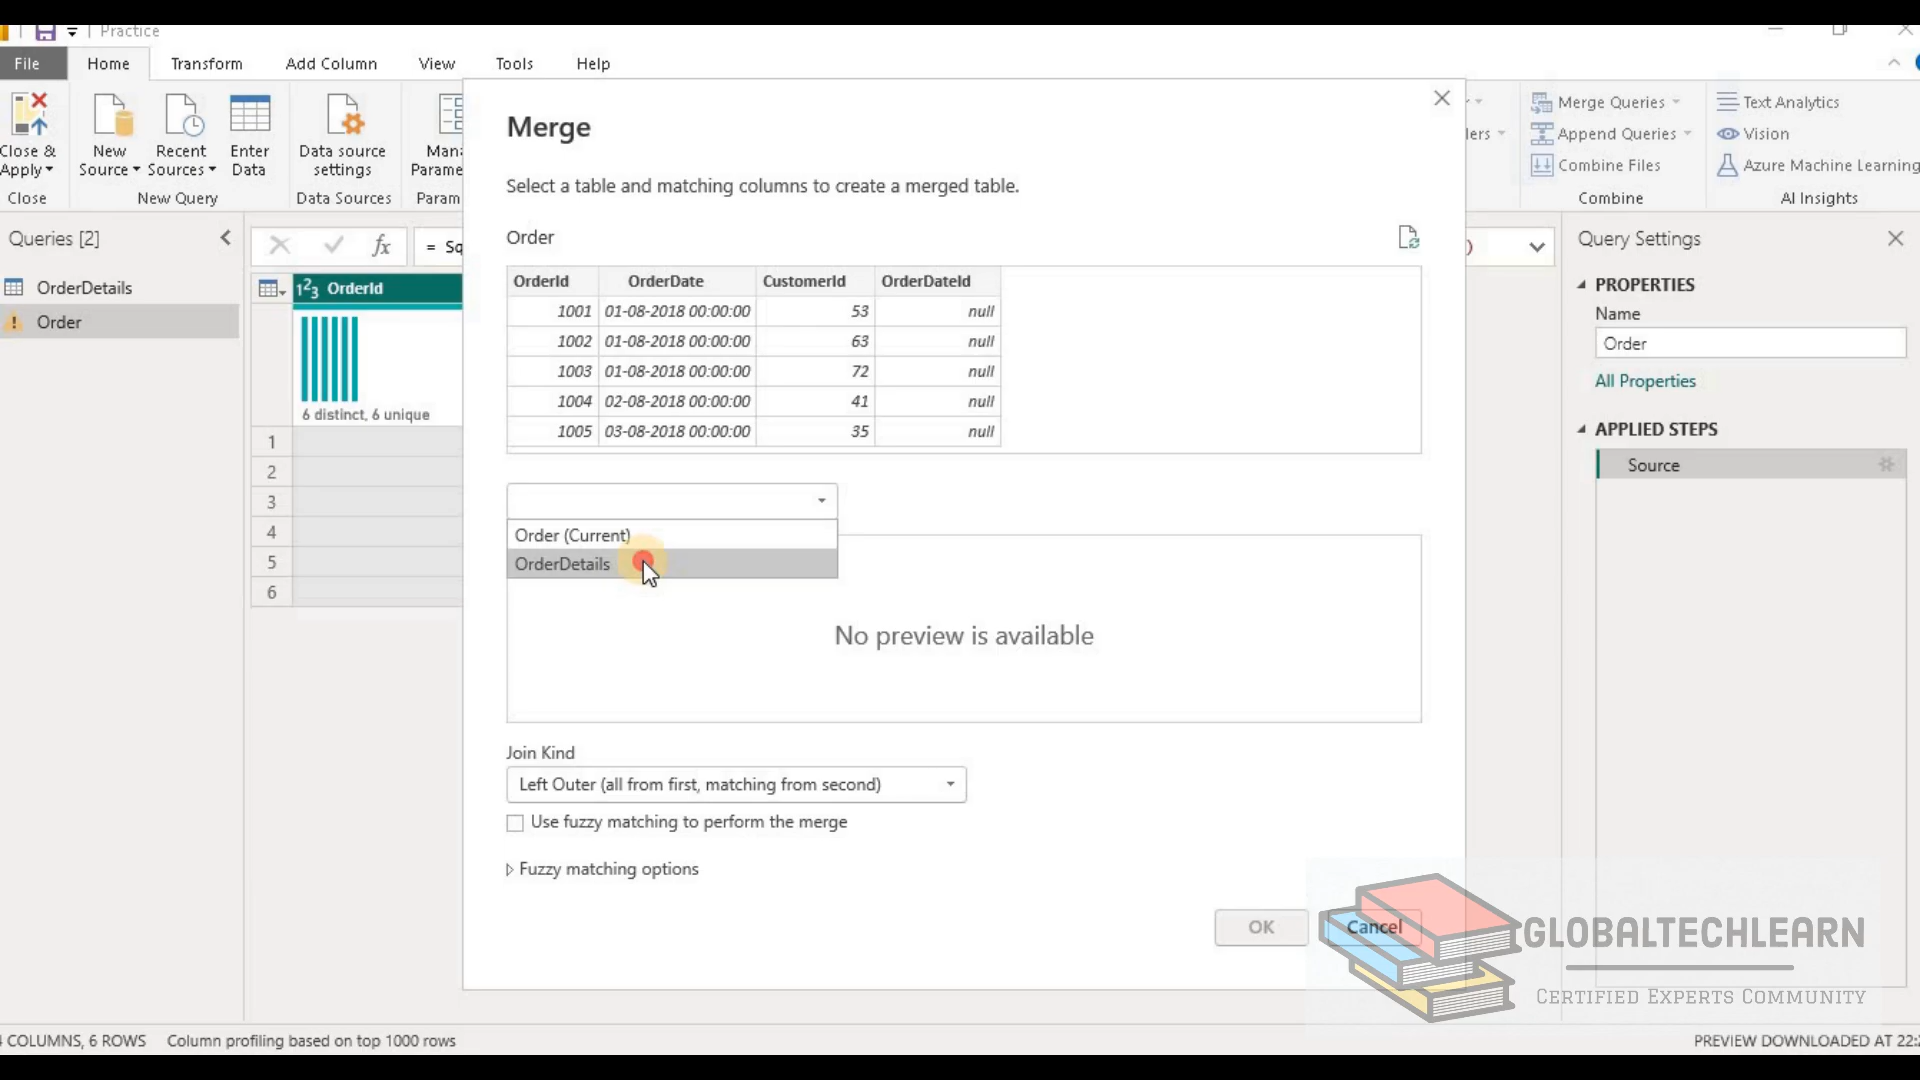 Practice
File Home Transform Add Column View Tools Help
Close & Apply
New Source
Recent Sources
Enter Data
Data source settings
Close
New Query
Data Sources
Merge Queries
Append Queries
Combine Files
Combine
Text Analytics
Vision
Azure Machine Learning
AI Insights
Queries [2]
OrderDetails
Order
fx
=
1²3 OrderId
6 distinct, 6 unique
1
2
3
4
5
6
Merge
Select a table and matching columns to create a merged table.
Order
OrderId OrderDate CustomerId OrderDateId
1001 01-08-2018 00:00:00 53 null
1002 01-08-2018 00:00:00 63 null
1003 01-08-2018 00:00:00 72 null
1004 02-08-2018 00:00:00 41 null
1005 03-08-2018 00:00:00 35 null
Order (Current)
OrderDetails
No preview is available
Join Kind
Left Outer (all from first, matching from second)
Use fuzzy matching to perform the merge
Fuzzy matching options
OK
Cancel
Query Settings
PROPERTIES
Name
Order
All Properties
APPLIED STEPS
Source
GLOBALTECHLEARN
CERTIFIED EXPERTS COMMUNITY
COLUMNS, 6 ROWS Column profiling based on top 1000 rows
PREVIEW DOWNLOADED AT